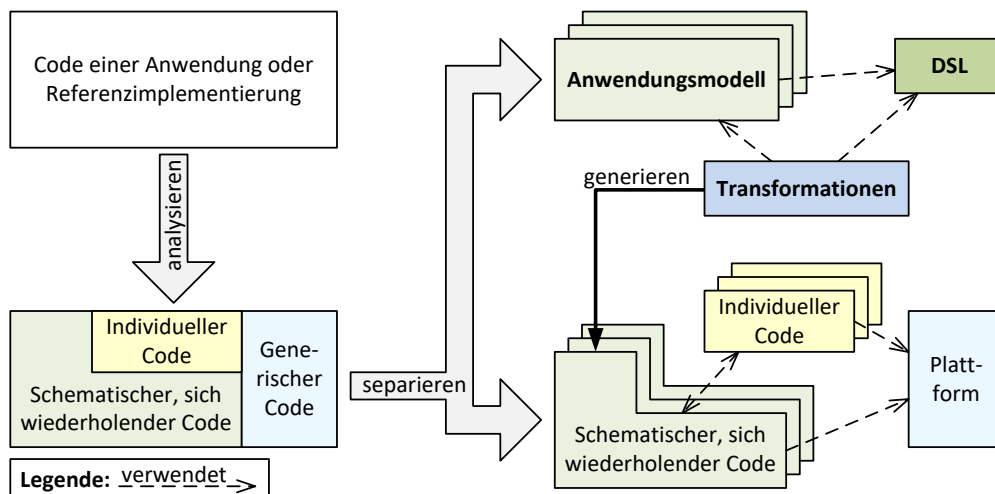 Code einer Anwendung oder
Referenzimplementierung
analysieren
Individueller
Code
Schematischer, sich
wiederholender Code
Gene-
rischer
Code
separieren
Anwendungsmodell
DSL
generieren
Transformationen
Individueller
Code
Schematischer, sich
wiederholender Code
Platt-
form
Legende: verwendet